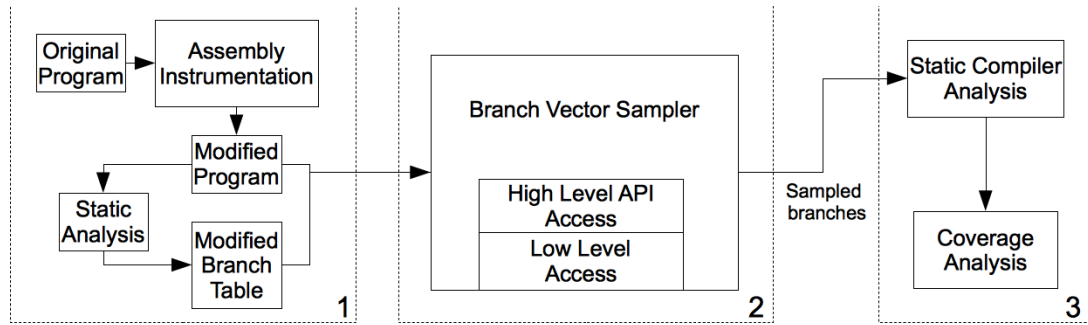 Original
Program
Assembly
Instrumentation
Modified
Program
Static
Analysis
Modified
Branch
Table
1
Branch Vector Sampler
High Level API
Access
Low Level
Access
2
Sampled
branches
Static Compiler
Analysis
Coverage
Analysis
3